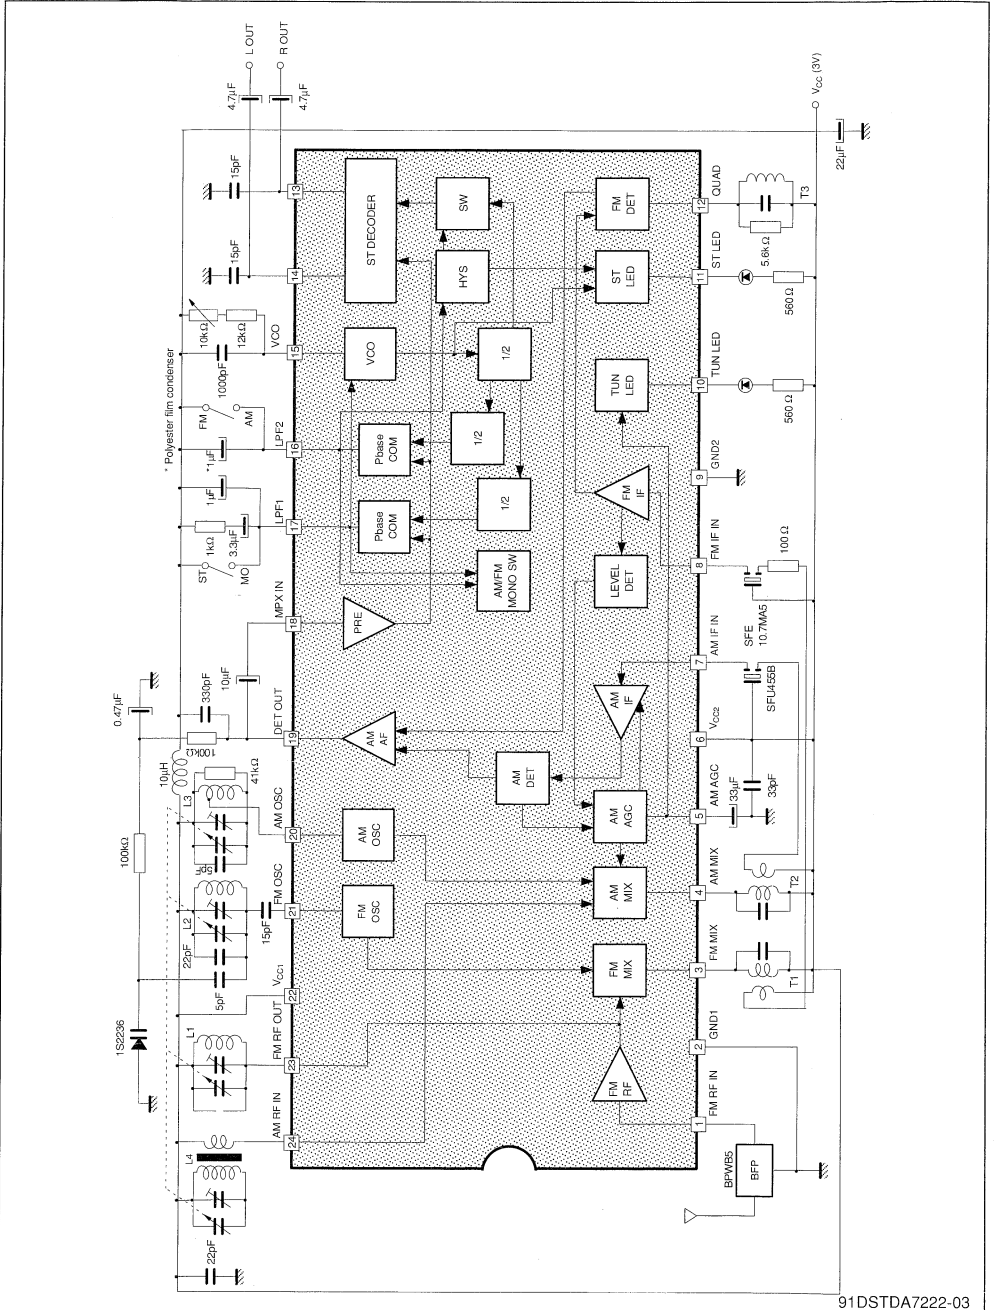 L OUT
R OUT
4.7µF
4.7µF
VCC (3V)
22µF
15pF
15pF
13
14
ST DECODER
SW
HYS
FM DET
ST LED
12
QUAD
T3
5.6kΩ
11
ST LED
560 Ω
10kΩ
12kΩ
VCO
1000pF
15
VCO
1/2
TUN LED
10
TUN LED
560 Ω
* Polyester film condenser
FM
AM
*1µF
LPF2
16
Pbase COM
1/2
9
GND2
1µF
1kΩ
3.3µF
LPF1
17
Pbase COM
1/2
FM IF
ST
MO
AM/FM MONO SW
LEVEL DET
8
FM IF IN
100 Ω
SFE 10.7MA5
MPX IN
18
PRE
10µF
0.47µF
330pF
100kΩ
DET OUT
19
AM AF
AM IF
7
AM IF IN
SFU455B
6
VCC2
10µH
41kΩ
L3
5pF
AM OSC
20
AM OSC
AM DET
AM AGC
5
AM AGC
33µF
33pF
100kΩ
L2
22pF
5pF
15pF
FM OSC
21
FM OSC
AM MIX
4
AM MIX
T2
VCC1
22
FM MIX
3
FM MIX
T1
1S2236
L1
FM RF OUT
23
FM RF
2
GND1
AM RF IN
24
1
FM RF IN
L4
22pF
BPWB5
BFP
91DSTDA7222-03